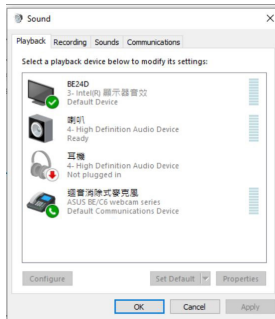 Sound
Playback Recording Sounds Communications
Select a playback device below to modify its settings:
BE24D
3- Intel(R) 顯示器音效
Default Device
喇叭
4- High Definition Audio Device
Ready
耳機
4- High Definition Audio Device
Not plugged in
迴音消除式麥克風
ASUS BE/C6 webcam series
Default Communications Device
Configure Set Default Properties
OK Cancel Apply